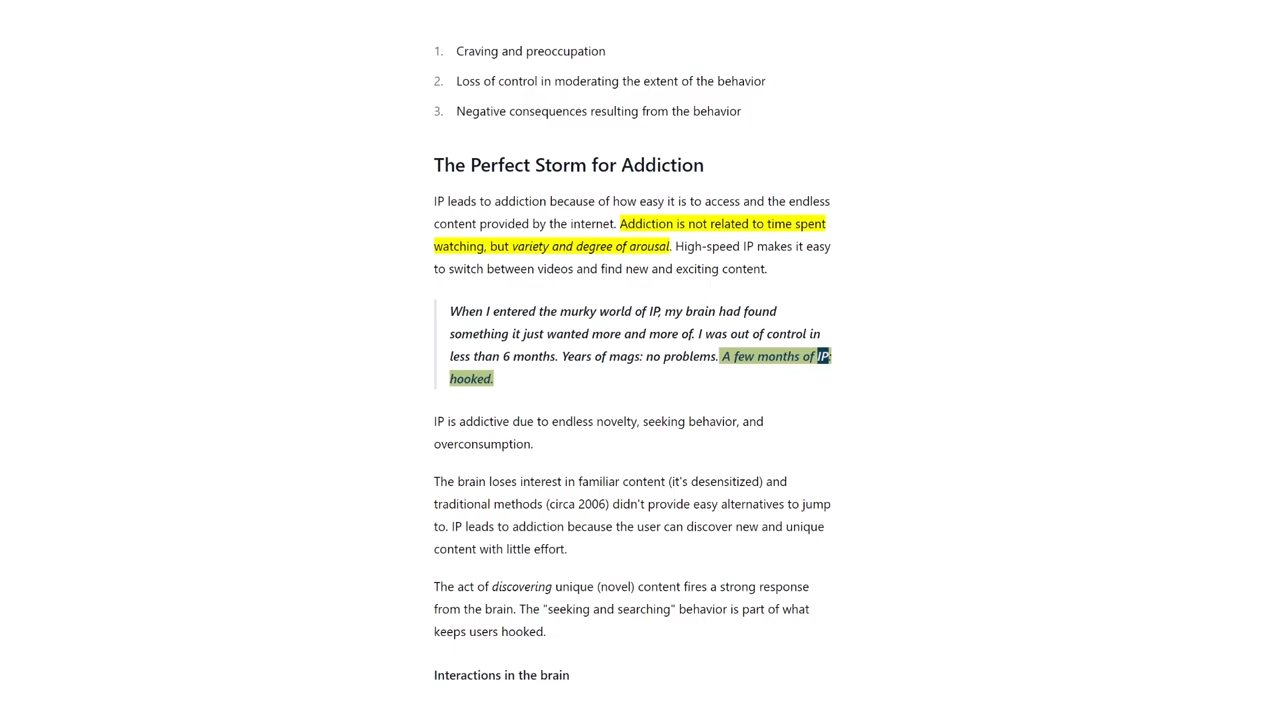 1. Craving and preoccupation
2. Loss of control in moderating the extent of the behavior
3. Negative consequences resulting from the behavior
The Perfect Storm for Addiction
IP leads to addiction because of how easy it is to access and the endless
content provided by the internet. Addiction is not related to time spent
watching, but variety and degree of arousal. High-speed IP makes it easy
to switch between videos and find new and exciting content.
When I entered the murky world of IP, my brain had found
something it just wanted more and more of. I was out of control in
less than 6 months. Years of mags: no problems. A few months of IP:
hooked.
IP is addictive due to endless novelty, seeking behavior, and
overconsumption.
The brain loses interest in familiar content (it's desensitized) and
traditional methods (circa 2006) didn't provide easy alternatives to jump
to. IP leads to addiction because the user can discover new and unique
content with little effort.
The act of discovering unique (novel) content fires a strong response
from the brain. The "seeking and searching" behavior is part of what
keeps users hooked.
Interactions in the brain